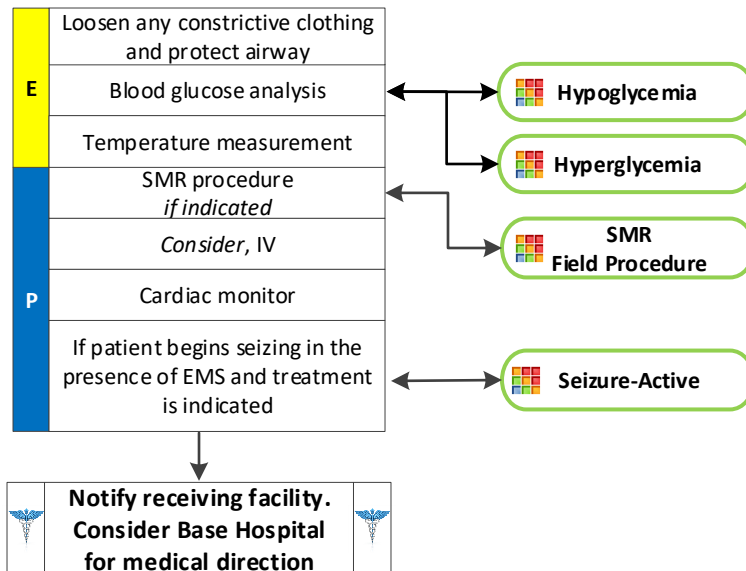 Loosen any constrictive clothing
and protect airway
E
Blood glucose analysis
Hypoglycemia
Temperature measurement
Hyperglycemia
SMR procedure
if indicated
SMR
Field Procedure
Consider, IV
P
Cardiac monitor
If patient begins seizing in the
presence of EMS and treatment
is indicated
Seizure-Active
Notify receiving facility.
Consider Base Hospital
for medical direction